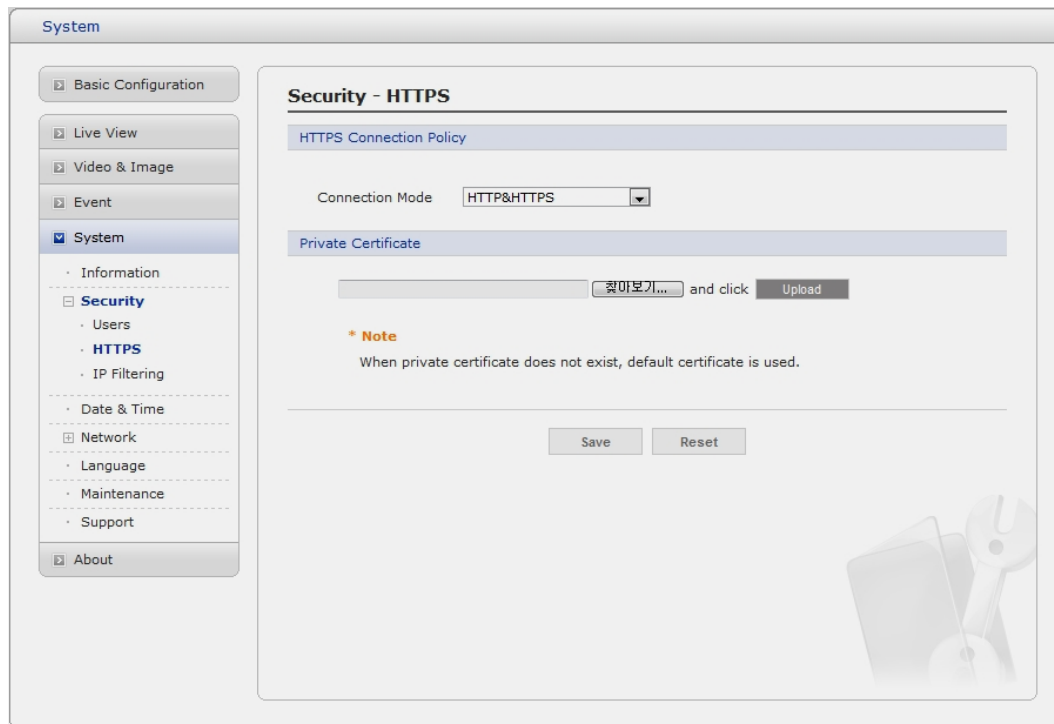 System
Basic Configuration
Live View
Video & Image
Event
System
Information
Security
Users
HTTPS
IP Filtering
Date & Time
Network
Language
Maintenance
Support
About
Security - HTTPS
HTTPS Connection Policy
Connection Mode HTTP&HTTPS
Private Certificate
찾아보기... and click Upload
* Note
When private certificate does not exist, default certificate is used.
Save Reset